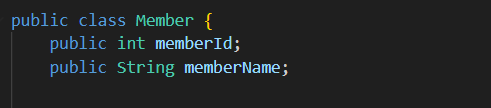 public class Member {
    public int memberId;
    public String memberName;